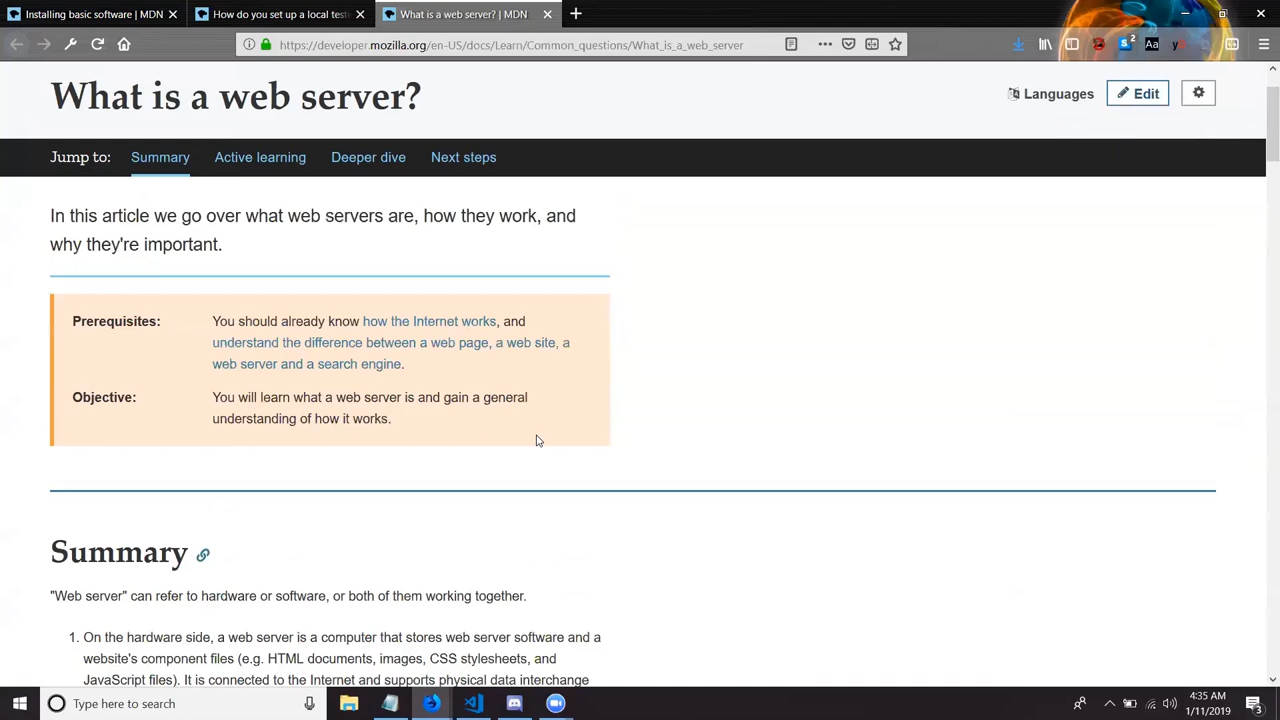 Installing basic software | MDN
How do you set up a local test
What is a web server? | MDN
https://developer.mozilla.org/en-US/docs/Learn/Common_questions/What_is_a_web_server
What is a web server?
Languages
Edit
Jump to: Summary Active learning Deeper dive Next steps
In this article we go over what web servers are, how they work, and
why they're important.
Prerequisites: You should already know how the Internet works, and
understand the difference between a web page, a web site, a
web server and a search engine.
Objective: You will learn what a web server is and gain a general
understanding of how it works.
Summary
"Web server" can refer to hardware or software, or both of them working together.
1. On the hardware side, a web server is a computer that stores web server software and a
website's component files (e.g. HTML documents, images, CSS stylesheets, and
JavaScript files). It is connected to the Internet and supports physical data interchange
Type here to search
4:35 AM
1/11/2019